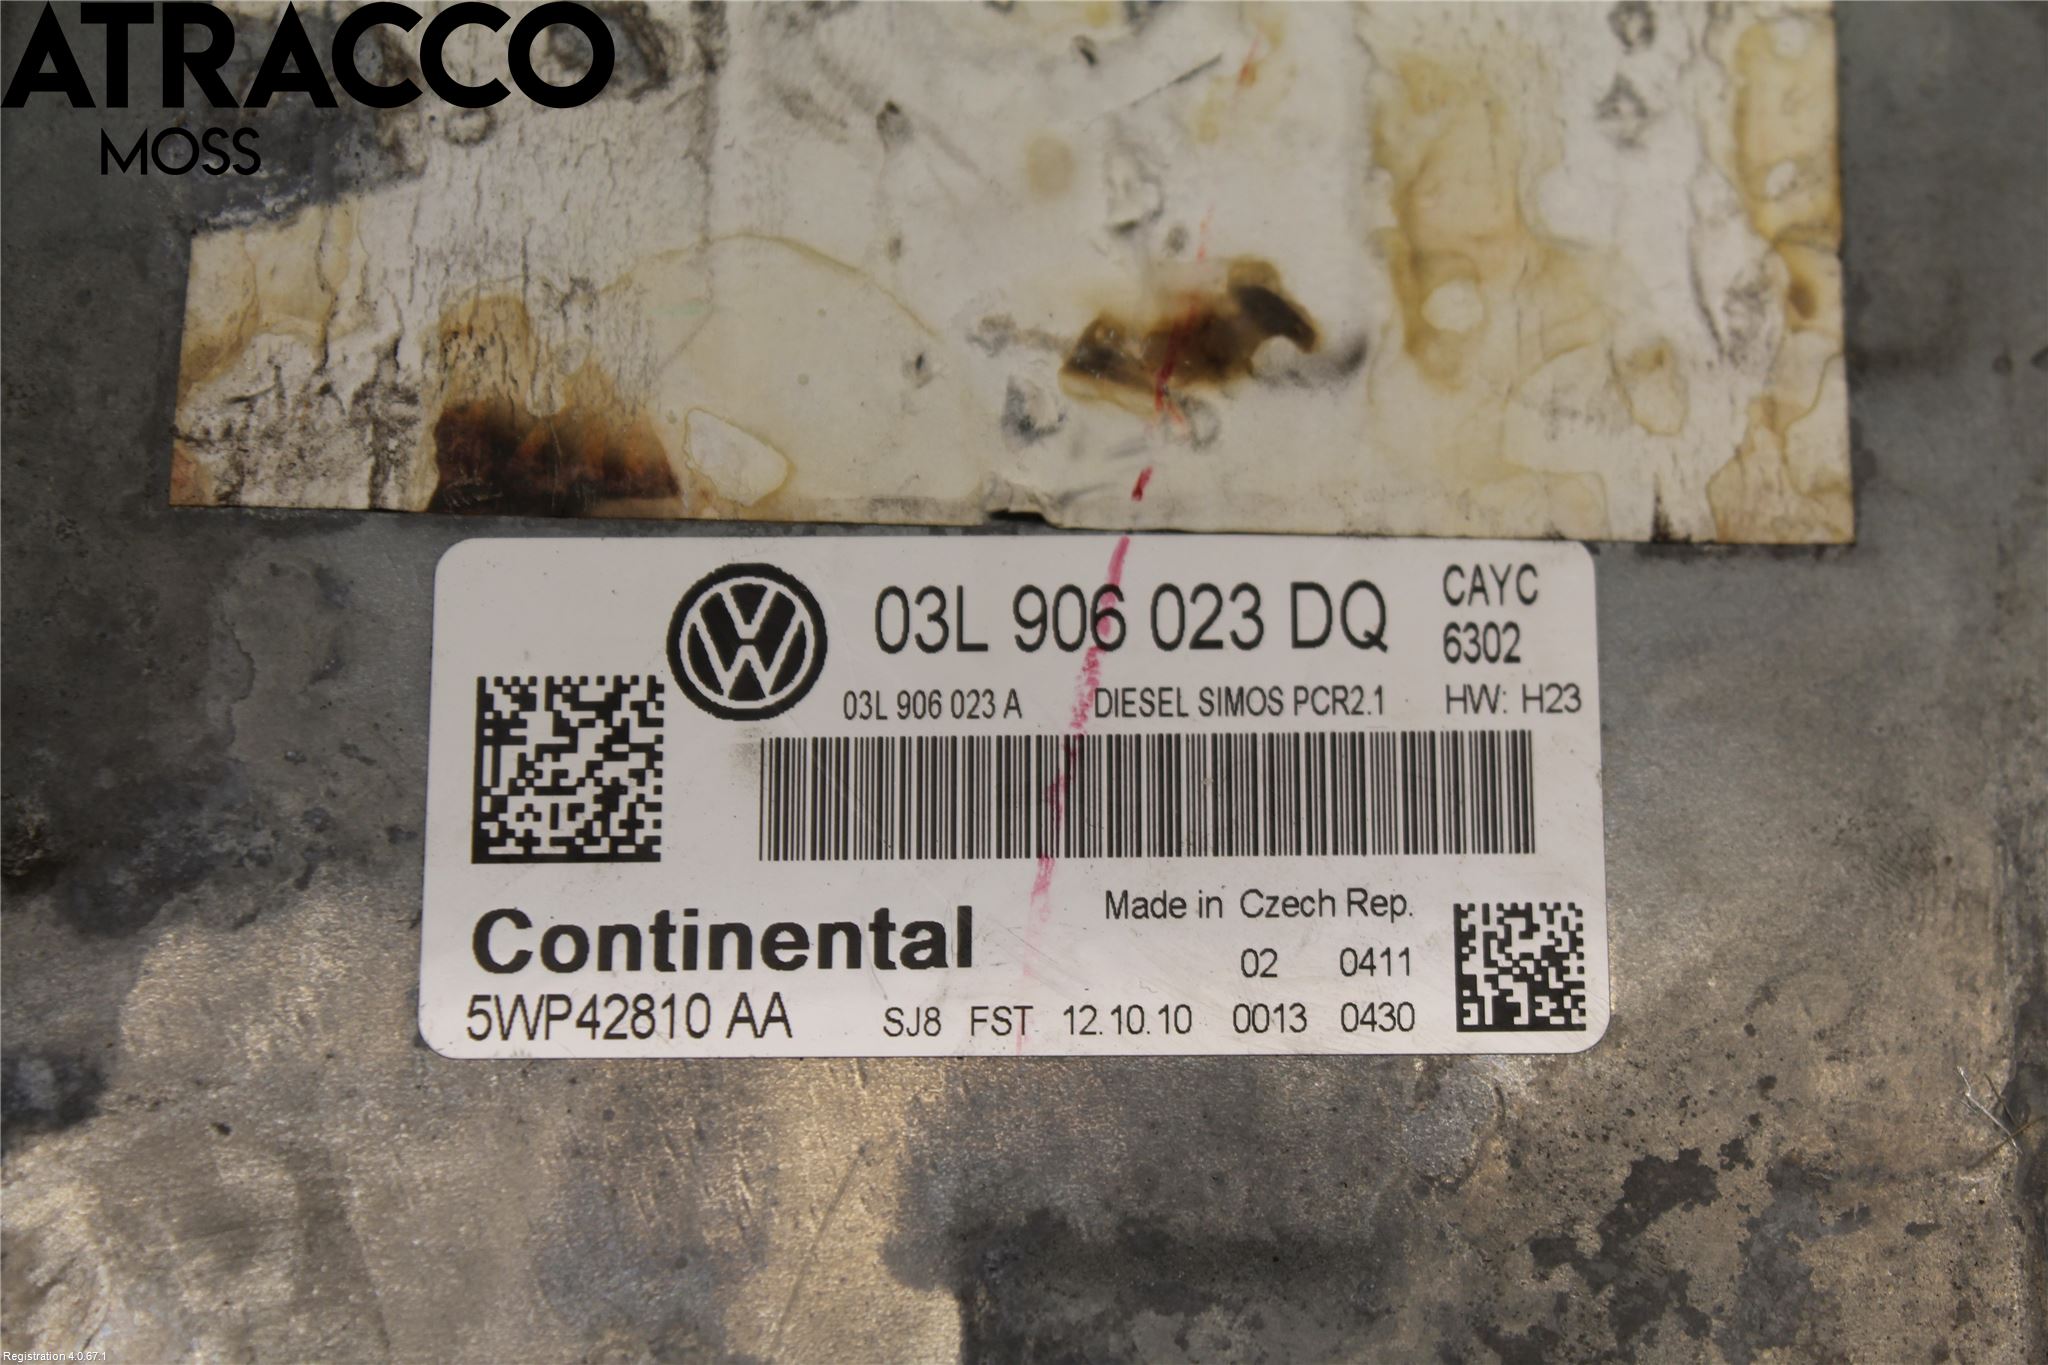 ATRACCO
MOSS
03L 906 023 DQ
CAYC
6302
03L 906 023 A DIESEL SIMOS PCR2.1 HW: H23
Made in Czech Rep.
Continental
02 0411
5WP42810 AA SJ8 FST 12.10.10 0013 0430
Registration 4.0.67.1